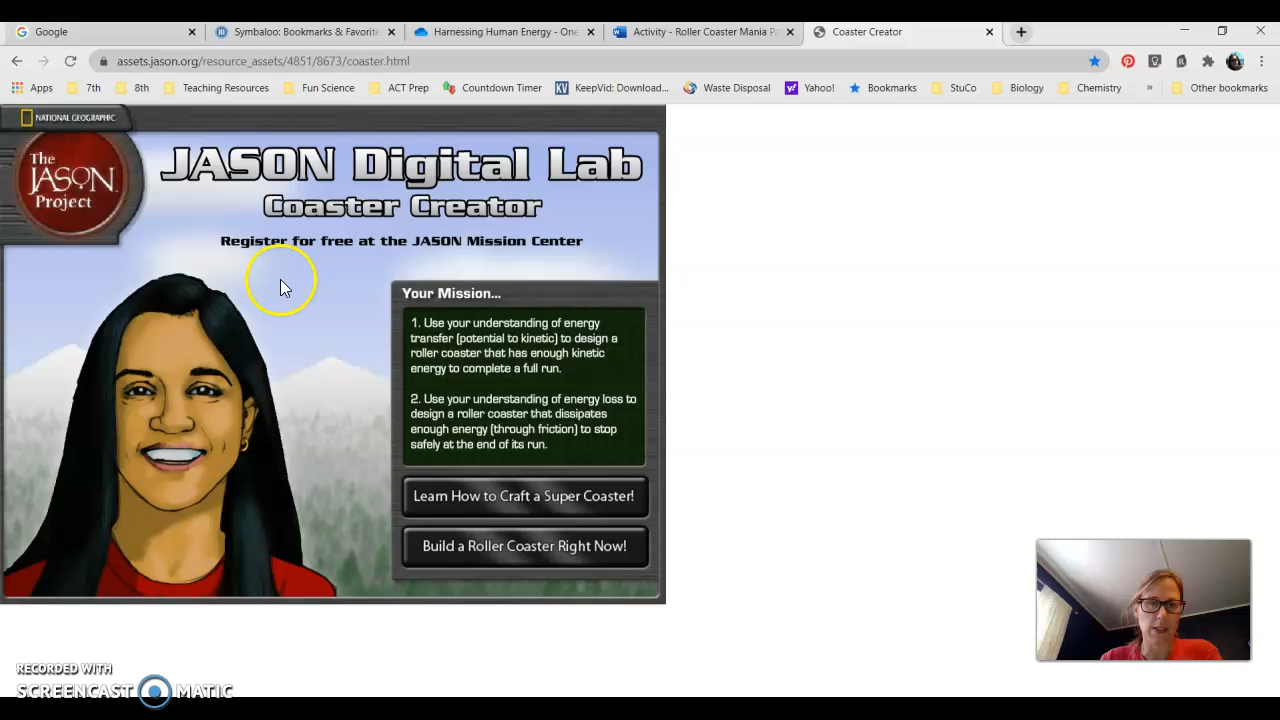 Google
Symbaloo: Bookmarks & Favorite
Harnessing Human Energy - One
Activity - Roller Coaster Mania P
Coaster Creator
assets.jason.org/resource_assets/4851/8673/coaster.html
Apps 7th 8th Teaching Resources Fun Science ACT Prep Countdown Timer KeepVid: Download... Waste Disposal Yahoo! Bookmarks StuCo Biology Chemistry » Other bookmarks
NATIONAL GEOGRAPHIC
The
JASON
Project
JASON Digital Lab
Coaster Creator
Register for free at the JASON Mission Center
Your Mission...
1. Use your understanding of energy
transfer (potential to kinetic) to design a
roller coaster that has enough kinetic
energy to complete a full run.
2. Use your understanding of energy loss to
design a roller coaster that dissipates
enough energy (through friction) to stop
safely at the end of its run.
Learn How to Craft a Super Coaster!
Build a Roller Coaster Right Now!
RECORDED WITH
SCREENCAST MATIC